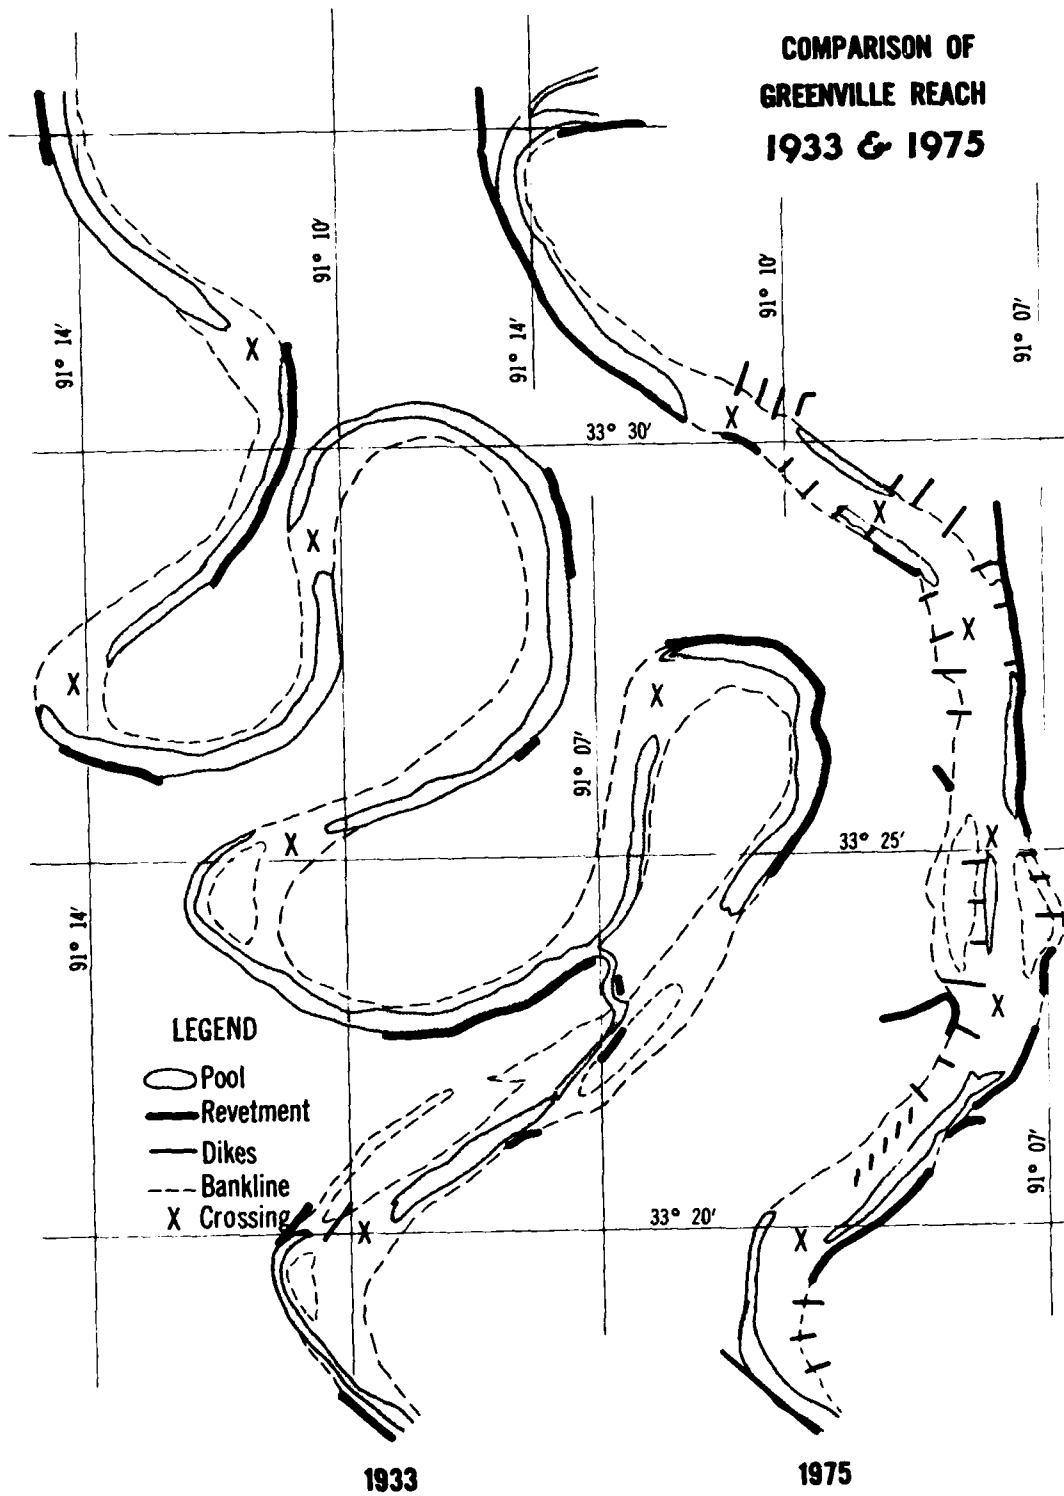 COMPARISON OF
GREENVILLE REACH
1933 & 1975
91° 10'
91° 14'
91° 14'
91° 10'
91° 07'
33° 30'
X
X
X
X
X
X
X
X
91° 07'
33° 25'
X
X
91° 14'
X
LEGEND
Pool
Revetment
Dikes
Bankline
X Crossing
91° 07'
33° 20'
X
X
1933
1975